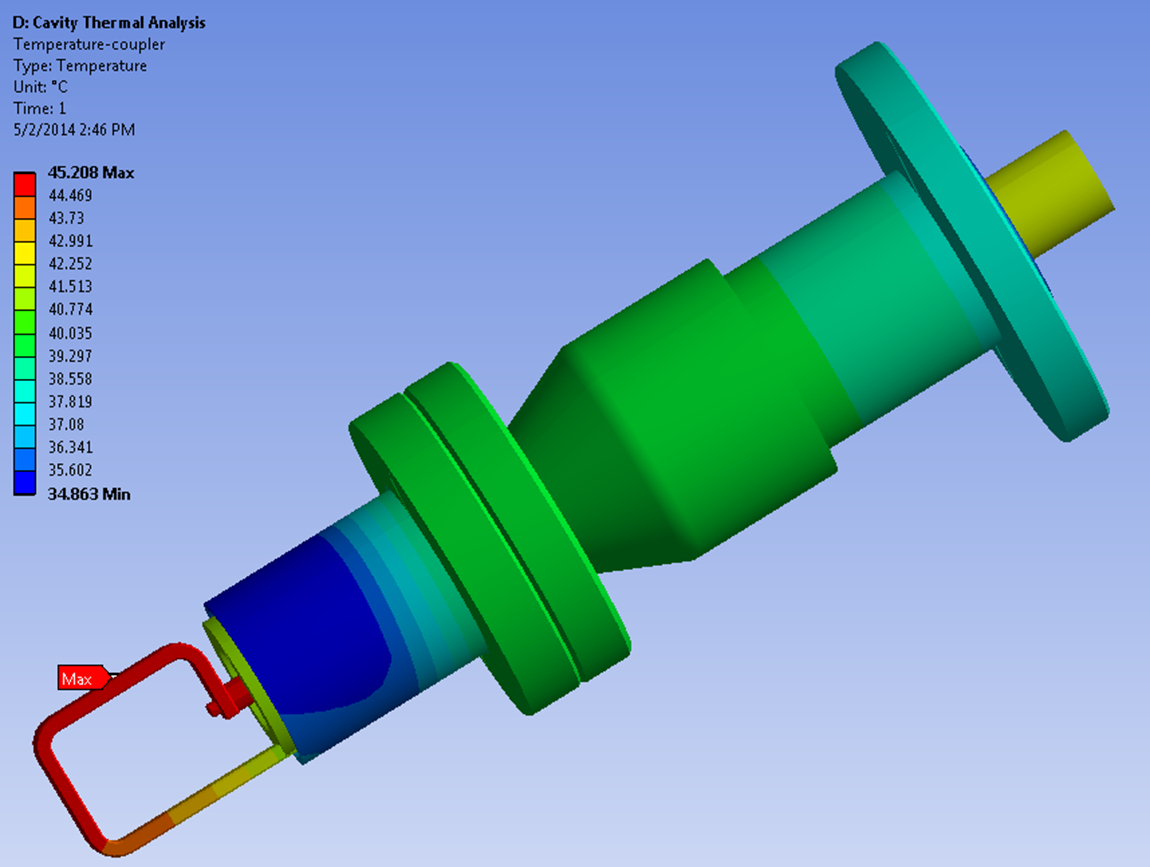 D: Cavity Thermal Analysis
Temperature-coupler
Type: Temperature
Unit: °C
Time: 1
5/2/2014 2:46 PM
45.208 Max
44.469
43.73
42.991
42.252
41.513
40.774
40.035
39.297
38.558
37.819
37.08
36.341
35.602
34.863 Min
Max